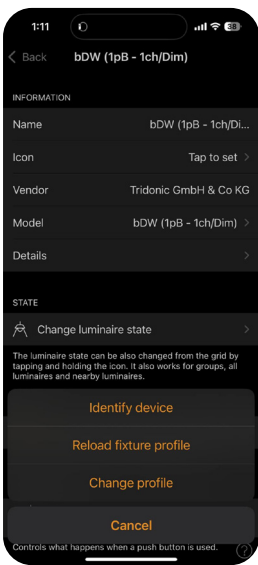 1:11
38
Back
bDW (1pB - 1ch/Dim)
INFORMATION
Name
bDW (1pB - 1ch/Di...
Icon
Tap to set
Vendor
Tridonic GmbH & Co KG
Model
bDW (1pB - 1ch/Dim)
Details
STATE
Change luminaire state
The luminaire state can be also changed from the grid by
tapping and holding the icon. It also works for groups, all
luminaires and nearby luminaires.
Identify device
Reload fixture profile
Change profile
Cancel
Controls what happens when a push button is used.
?